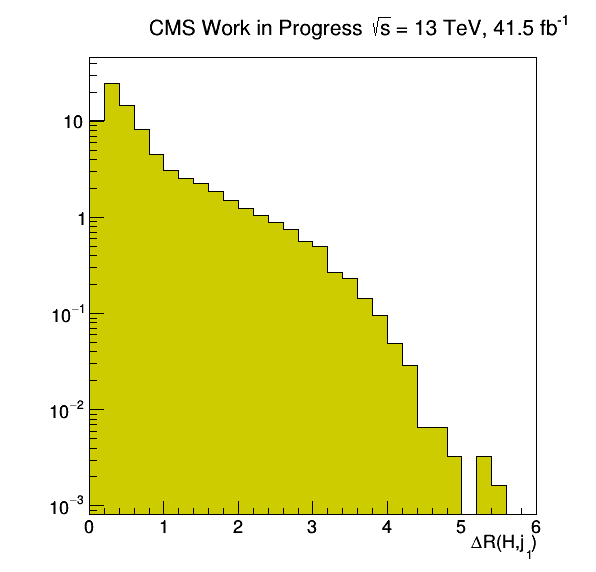 CMS Work in Progress √s = 13 TeV, 41.5 fb⁻¹
10
1
10⁻¹
10⁻²
10⁻³
0 1 2 3 4 5 6
ΔR(H,j₁)